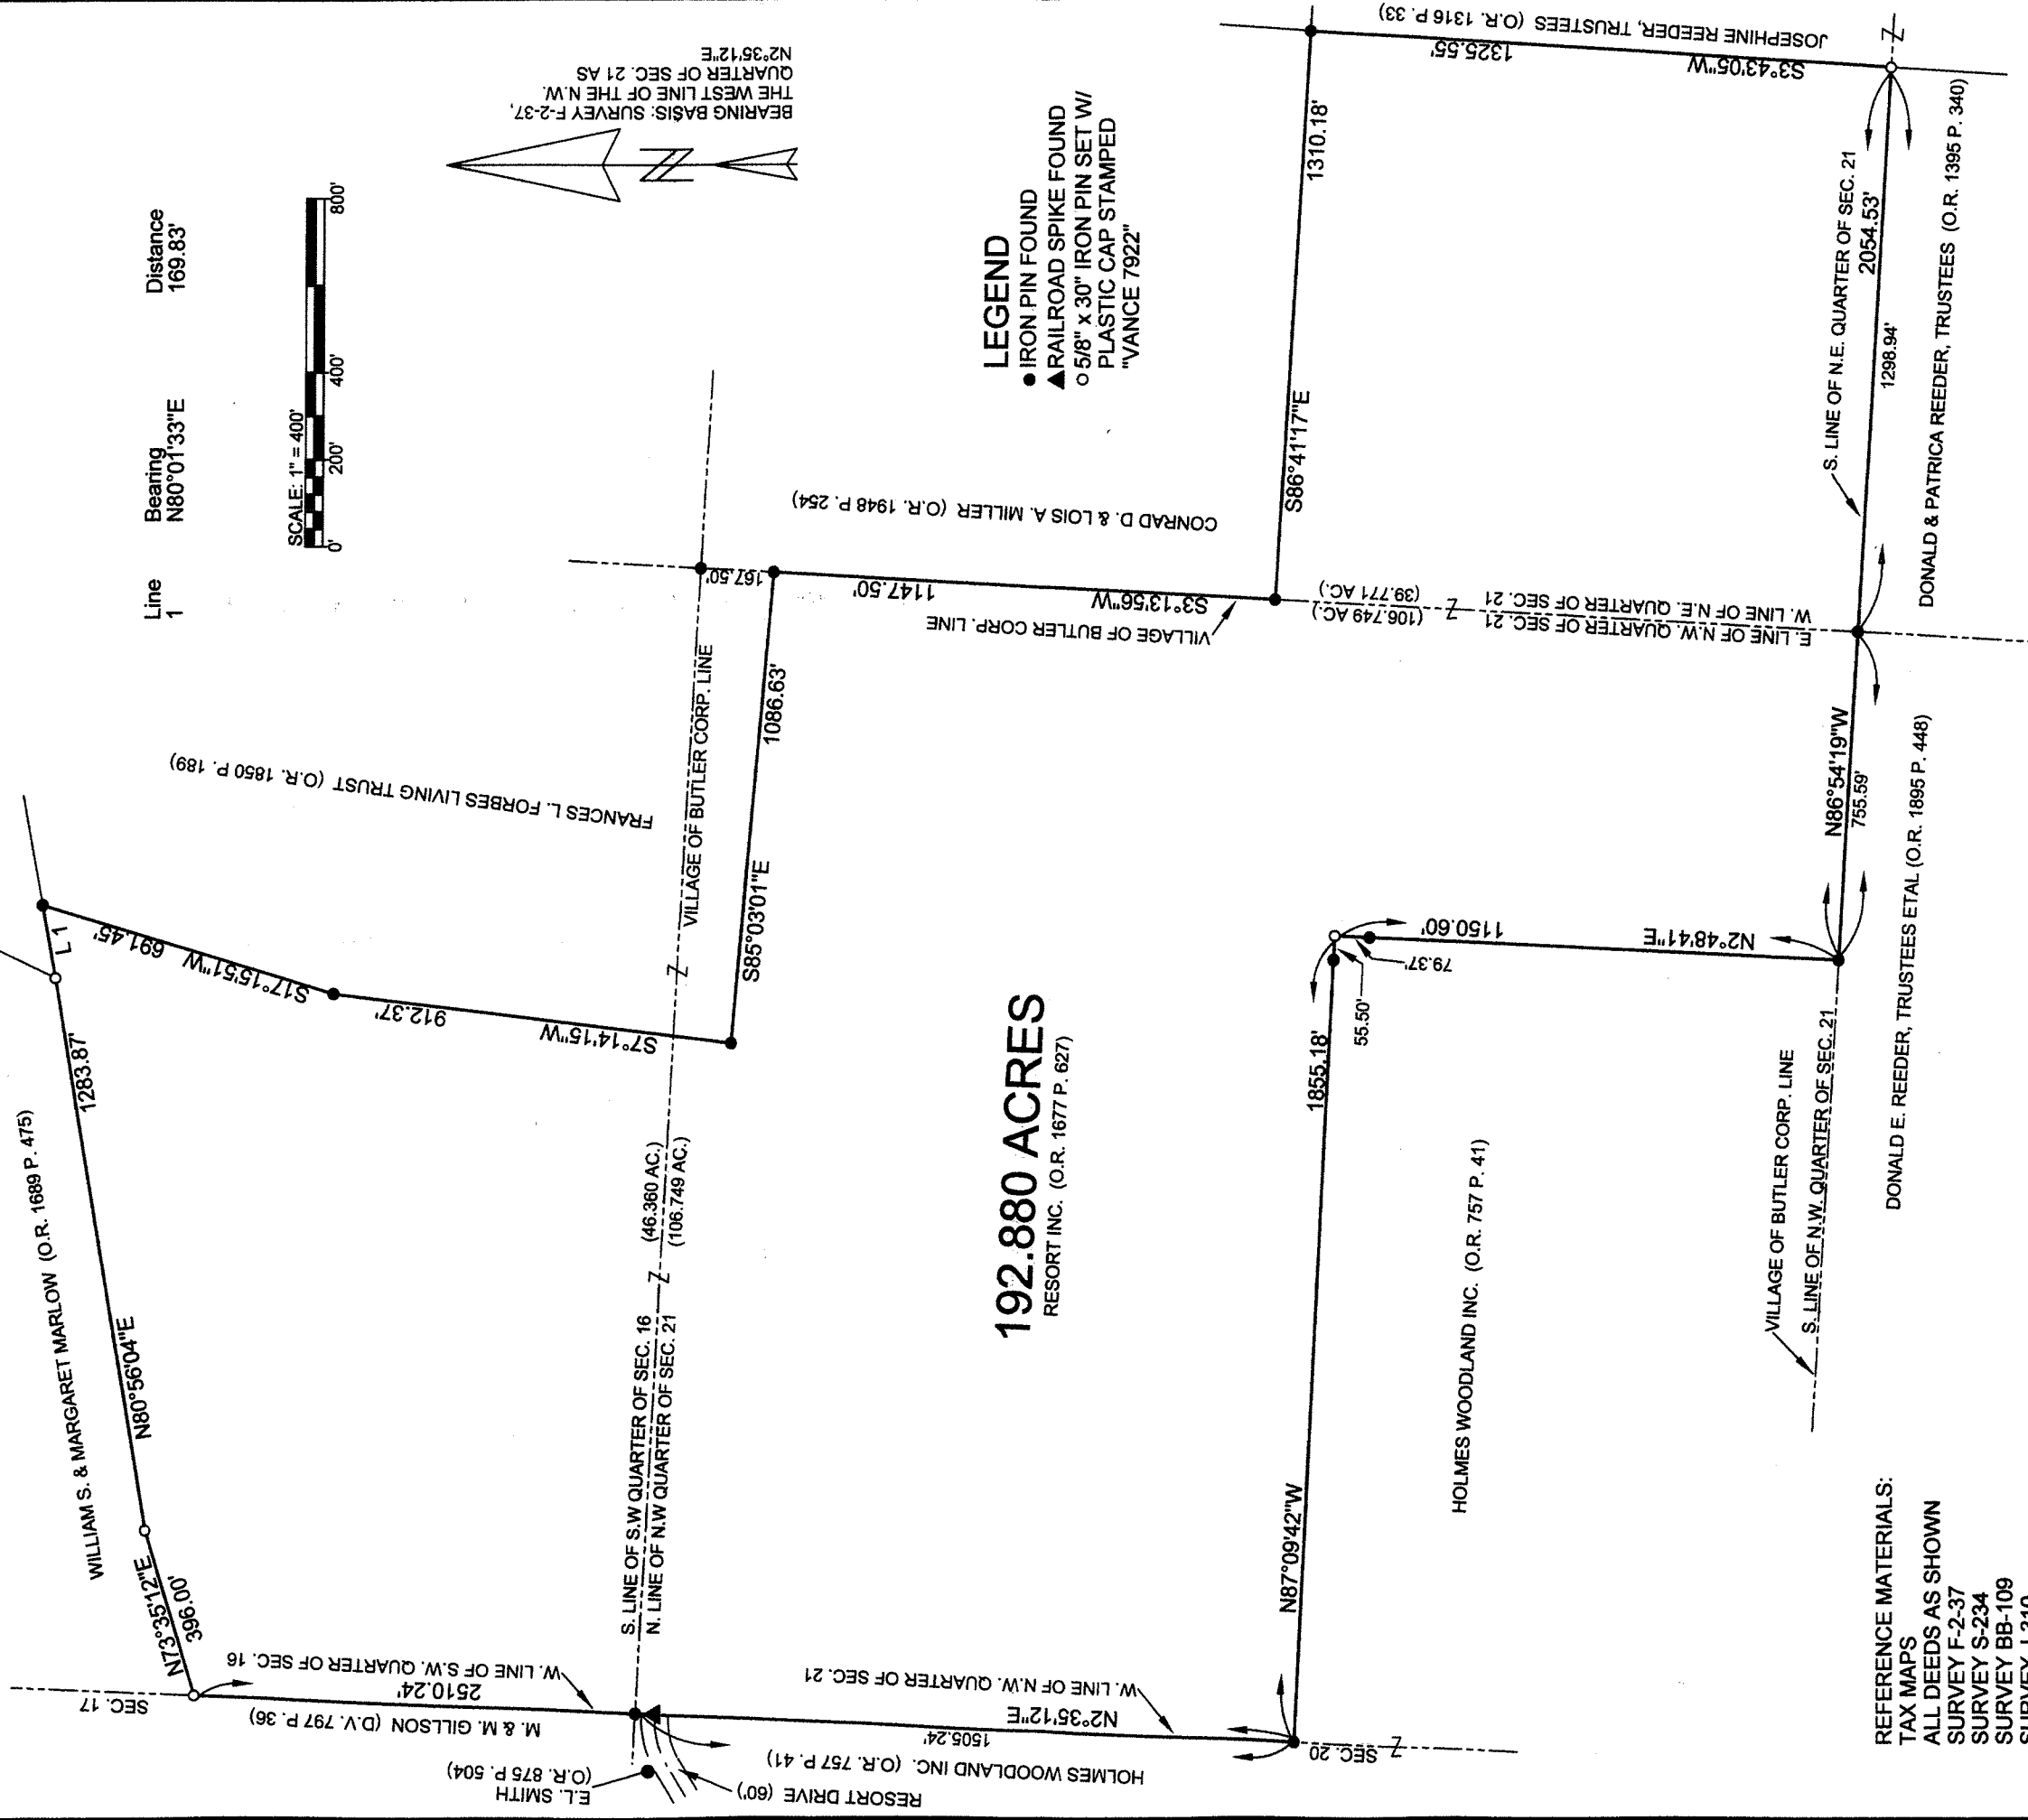 Line Bearing Distance
1 N80°01'33"E 169.83'
SCALE: 1" = 400'
0' 200' 400' 800'
BEARING BASIS: SURVEY F-2-37,
THE WEST LINE OF THE N.W.
QUARTER OF SEC. 21 AS
N2°35'12"E
LEGEND
IRON PIN FOUND
RAILROAD SPIKE FOUND
5/8" x 30" IRON PIN SET W/
PLASTIC CAP STAMPED
"VANCE 7922"
WILLIAM S. & MARGARET MARLOW (O.R. 1689 P. 475)
N73°35'12"E
396.00'
N80°56'04"E
1283.87'
L 1
S17°15'51"W 691.45'
S7°14'15"W 912.37'
FRANCES L. FORBES LIVING TRUST (O.R. 1850 P. 189)
VILLAGE OF BUTLER CORP. LINE
S85°03'01"E
1086.63'
167.50'
1147.50'
S3°13'56"W
VILLAGE OF BUTLER CORP. LINE
CONRAD D. & LOIS A. MILLER (O.R. 1948 P. 254)
S86°41'17"E
1310.18'
JOSEPHINE REEDER, TRUSTEES (O.R. 1316 P. 33)
S3°43'05"W
1325.55'
SEC. 17
W. LINE OF S.W. QUARTER OF SEC. 16
2510.24'
M. & M. GILLSON (D.V. 797 P. 36)
S. LINE OF S.W QUARTER OF SEC. 16
N. LINE OF N.W QUARTER OF SEC. 21
(46.360 AC.)
(106.749 AC.)
E.L. SMITH
(O.R. 875 P. 504)
RESORT DRIVE (60')
HOLMES WOODLAND INC. (O.R. 757 P. 41)
1505.24'
N2°35'12"E
W. LINE OF N.W. QUARTER OF SEC. 21
SEC. 20
192.880 ACRES
RESORT INC. (O.R. 1677 P. 627)
(106.749 AC.)
(39.771 AC.)
E. LINE OF N.W. QUARTER OF SEC. 21
W. LINE OF N.E. QUARTER OF SEC. 21
N87°09'42"W
1855.18'
55.50'
79.37'
N2°48'41"E
1150.60'
HOLMES WOODLAND INC. (O.R. 757 P. 41)
S. LINE OF N.E. QUARTER OF SEC. 21
2054.53'
1298.94'
N86°54'19"W
755.59'
DONALD & PATRICA REEDER, TRUSTEES (O.R. 1395 P. 340)
VILLAGE OF BUTLER CORP. LINE
S. LINE OF N.W. QUARTER OF SEC. 21
DONALD E. REEDER, TRUSTEES ETAL (O.R. 1895 P. 448)
REFERENCE MATERIALS:
TAX MAPS
ALL DEEDS AS SHOWN
SURVEY F-2-37
SURVEY S-234
SURVEY BB-109